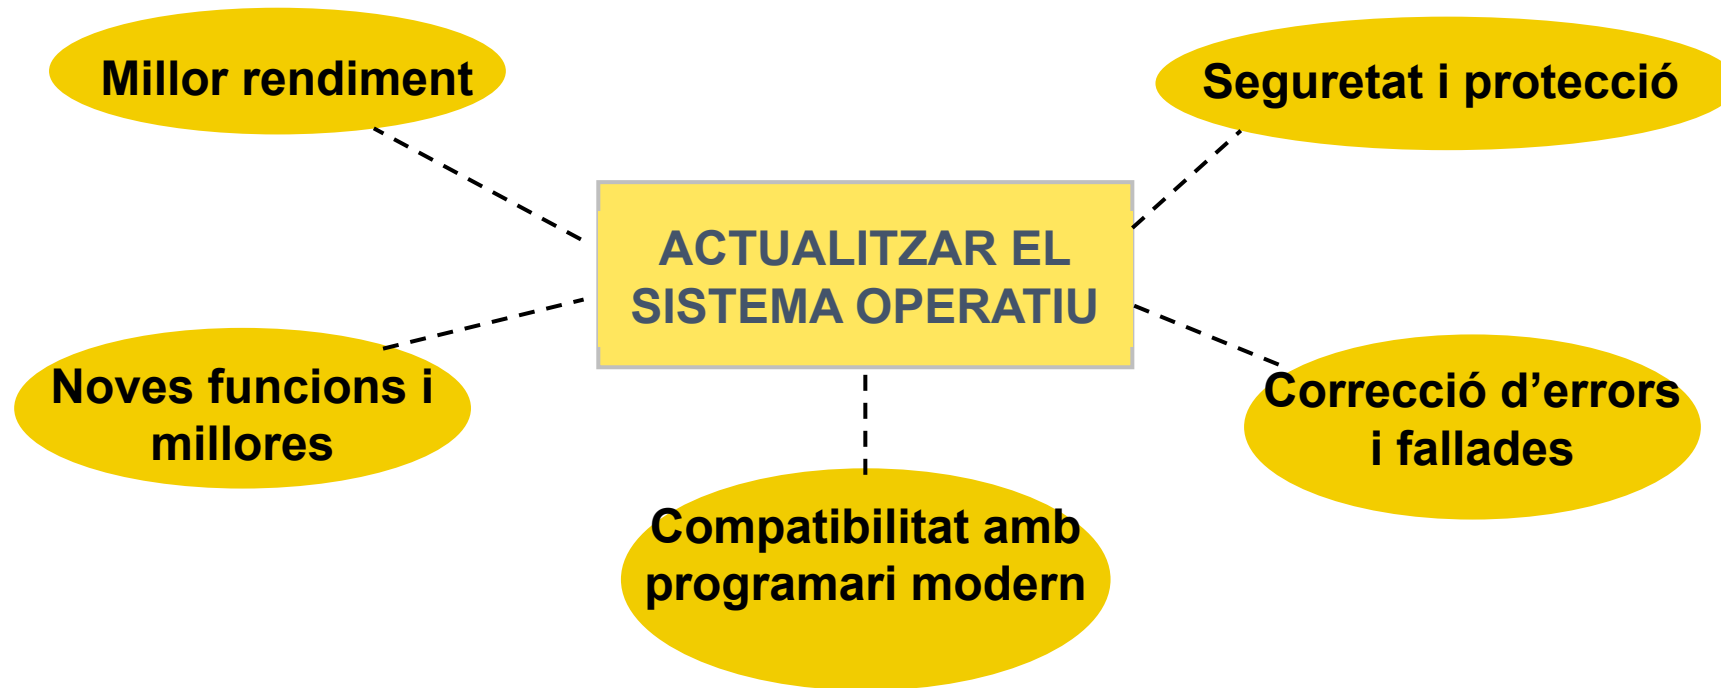 Millor rendiment
Seguretat i protecció
ACTUALITZAR EL
SISTEMA OPERATIU
Noves funcions i
millores
Correcció d’errors
i fallades
Compatibilitat amb
programari modern